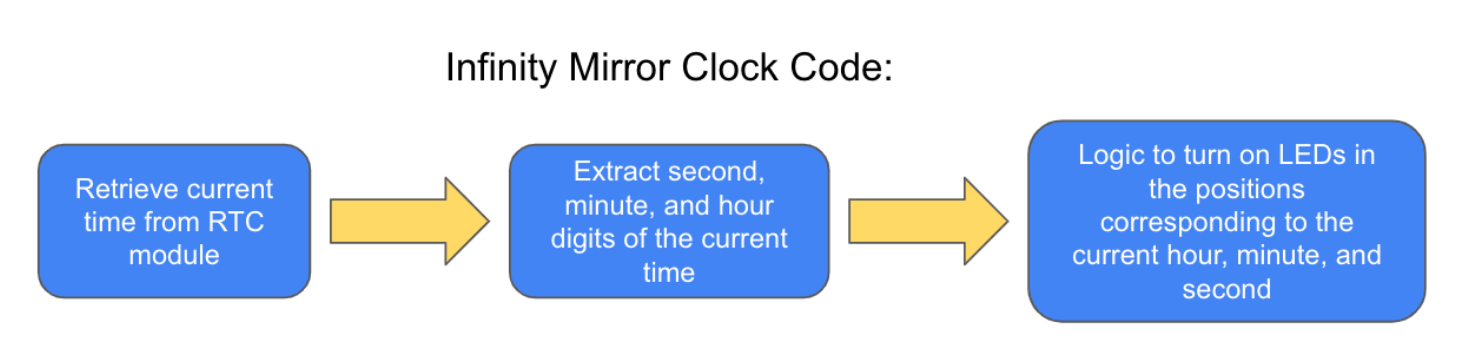 Infinity Mirror Clock Code:
Retrieve current
time from RTC
module
Extract second,
minute, and hour
digits of the current
time
Logic to turn on LEDs in
the positions
corresponding to the
current hour, minute, and
second